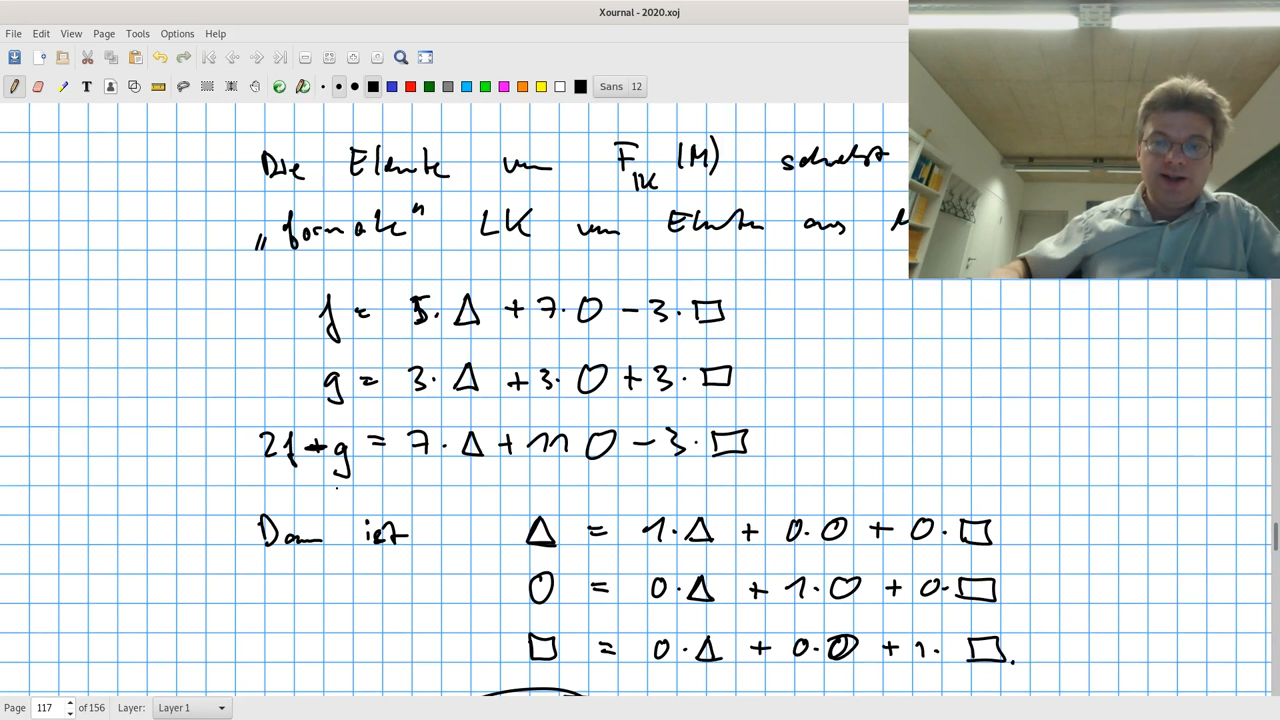 Xournal - 2020.xoj
File Edit View Page Tools Options Help
Sans 12
Die Elemente von F_IK (M) schreibt
„formale" LK von Elementen aus M
f = 5·Δ + 7·O − 3·□
g = 3·Δ + 3·O + 3·□
2f + g = 7·Δ + 11 O − 3·□
Dann ist Δ = 1·Δ + 0·O + 0·□
O = 0·Δ + 1·O + 0·□
□ = 0·Δ + 0·O + 1·□.
Page 117 of 156 Layer: Layer 1